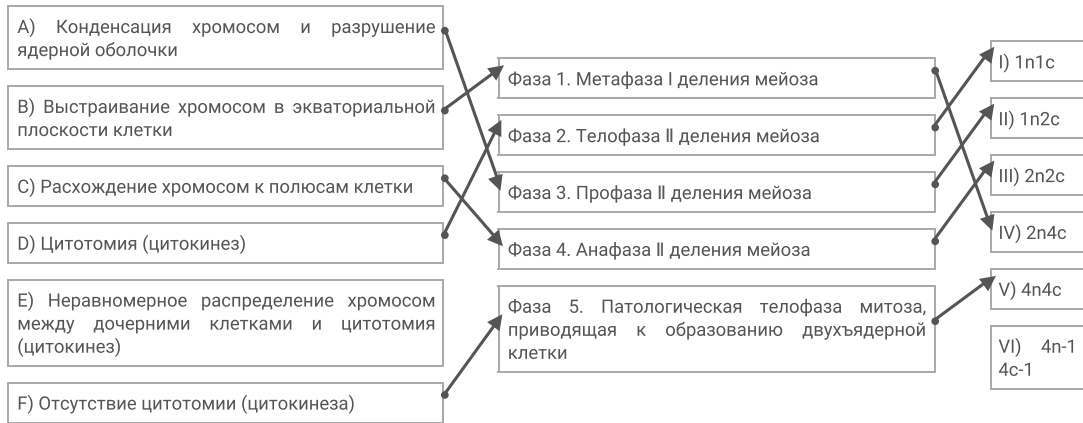 A) Конденсация хромосом и разрушение
ядерной оболочки
B) Выстраивание хромосом в экваториальной
плоскости клетки
C) Расхождение хромосом к полюсам клетки
D) Цитотомия (цитокинез)
E) Неравномерное распределение хромосом
между дочерними клетками и цитотомия
(цитокинез)
F) Отсутствие цитотомии (цитокинеза)
Фаза 1. Метафаза I деления мейоза
Фаза 2. Телофаза II деления мейоза
Фаза 3. Профаза II деления мейоза
Фаза 4. Анафаза II деления мейоза
Фаза 5. Патологическая телофаза митоза,
приводящая к образованию двухъядерной
клетки
I) 1n1c
II) 1n2c
III) 2n2c
IV) 2n4c
V) 4n4c
VI) 4n-1
4c-1